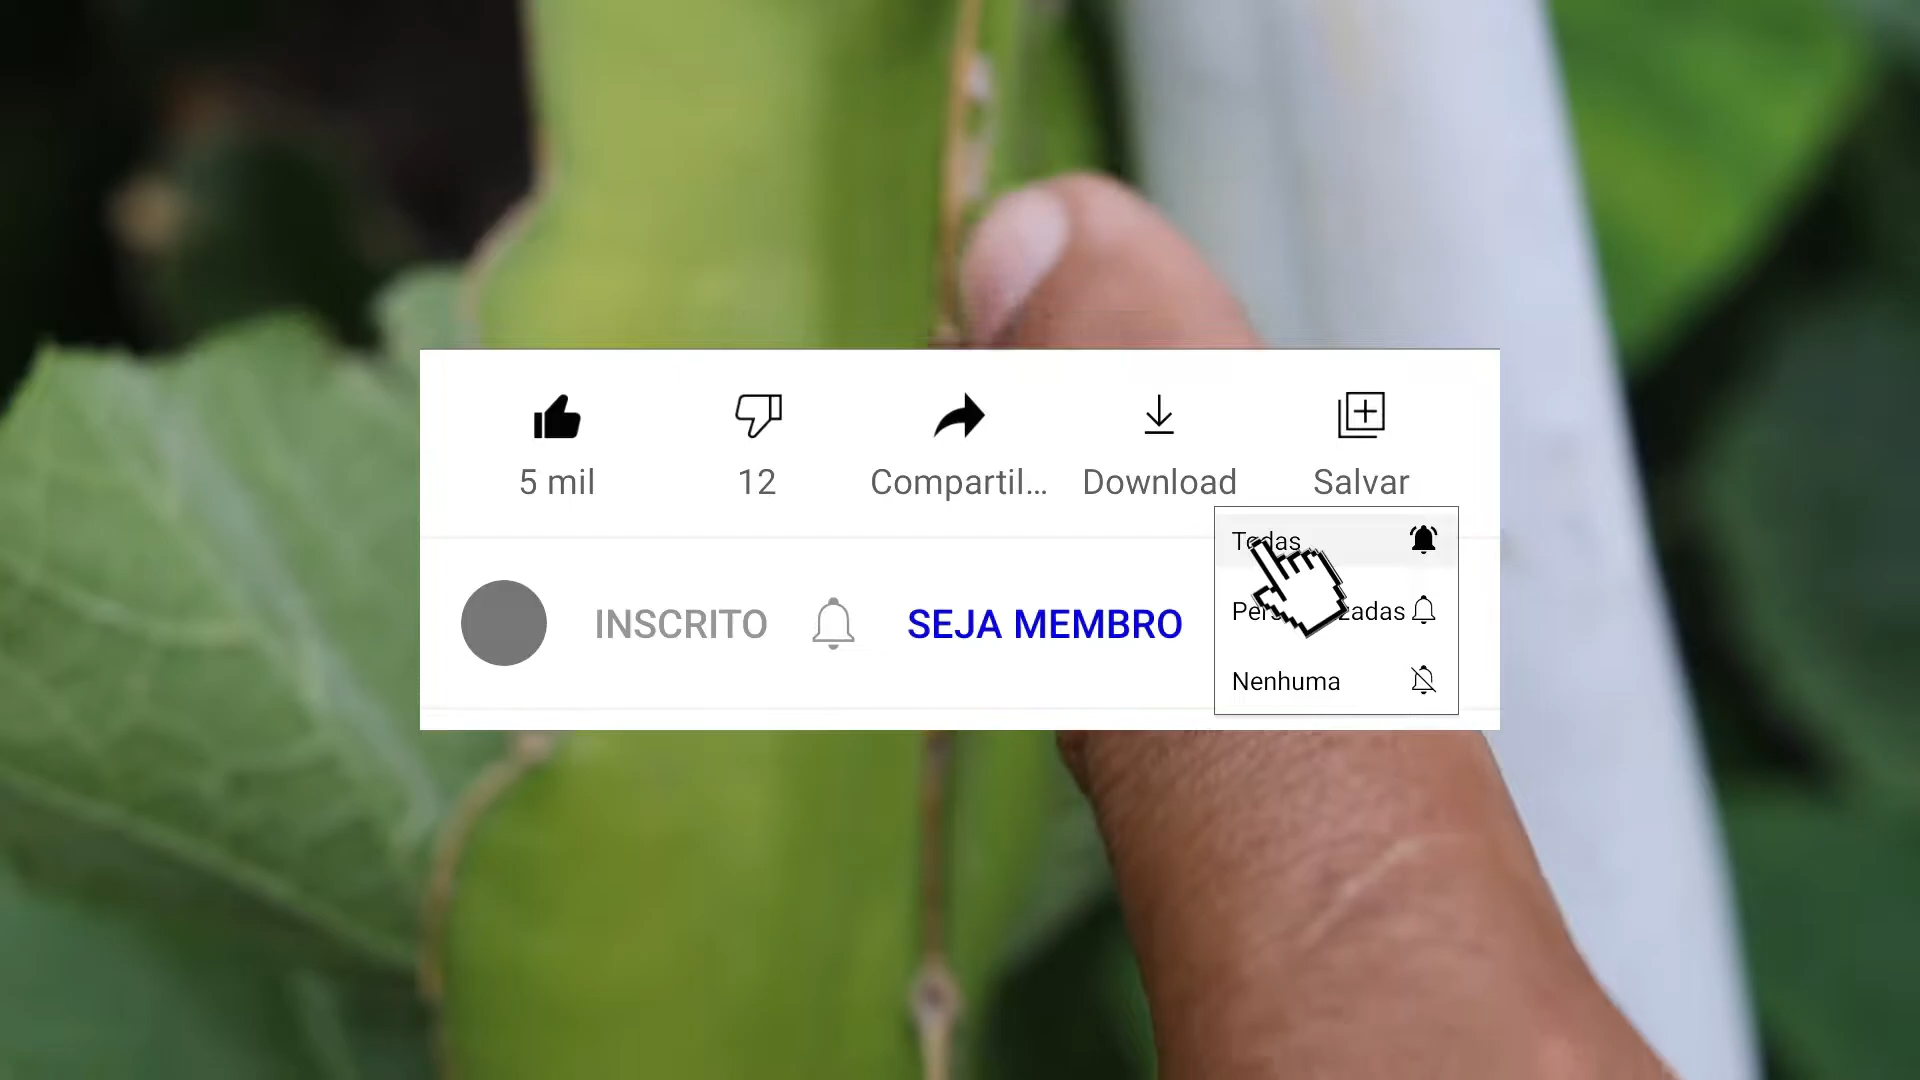 5 mil 12 Compartil... Download Salvar
Todas
INSCRITO SEJA MEMBRO
Nenhuma